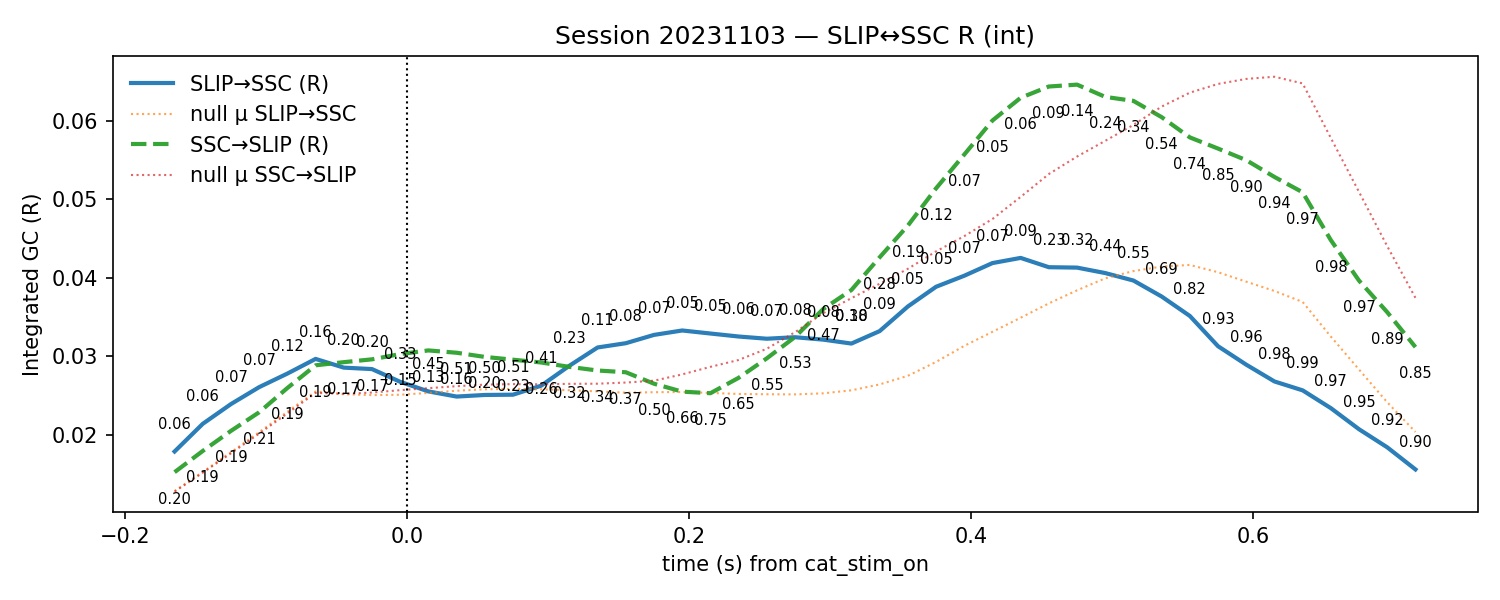 Session 20231103 — SLIP↔SSC R (int)
SLIP→SSC (R)
null μ SLIP→SSC
SSC→SLIP (R)
null μ SSC→SLIP
Integrated GC (R)
0.06
0.05
0.04
0.03
0.02
0.06 0.06 0.07 0.07 0.12 0.16 0.20 0.20 0.15 0.13 0.16 0.20 0.23 0.26 0.23 0.11 0.08 0.07 0.05 0.05 0.06 0.07 0.08 0.08 0.10 0.09 0.05 0.05 0.07 0.07 0.09 0.23 0.32 0.44 0.55 0.69 0.82 0.93 0.96 0.98 0.99 0.97 0.95 0.92 0.90
0.20 0.19 0.19 0.21 0.19 0.19 0.17 0.17 0.33 0.45 0.51 0.50 0.51 0.41 0.32 0.34 0.37 0.50 0.66 0.75 0.65 0.55 0.53 0.47 0.28 0.19 0.12 0.07 0.05 0.06 0.09 0.14 0.24 0.34 0.54 0.74 0.85 0.90 0.94 0.97 0.98 0.97 0.89 0.85
−0.2 0.0 0.2 0.4 0.6
time (s) from cat_stim_on